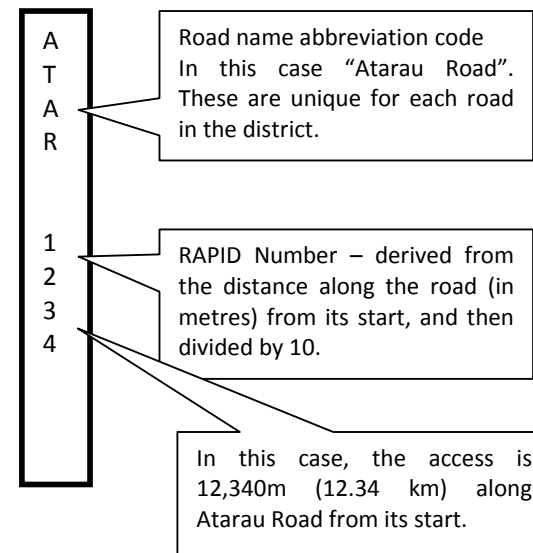 A
T
A
R
1
2
3
4
Road name abbreviation code
In this case “Atarau Road”.
These are unique for each road
in the district.
RAPID Number – derived from
the distance along the road (in
metres) from its start, and then
divided by 10.
In this case, the access is
12,340m (12.34 km) along
Atarau Road from its start.